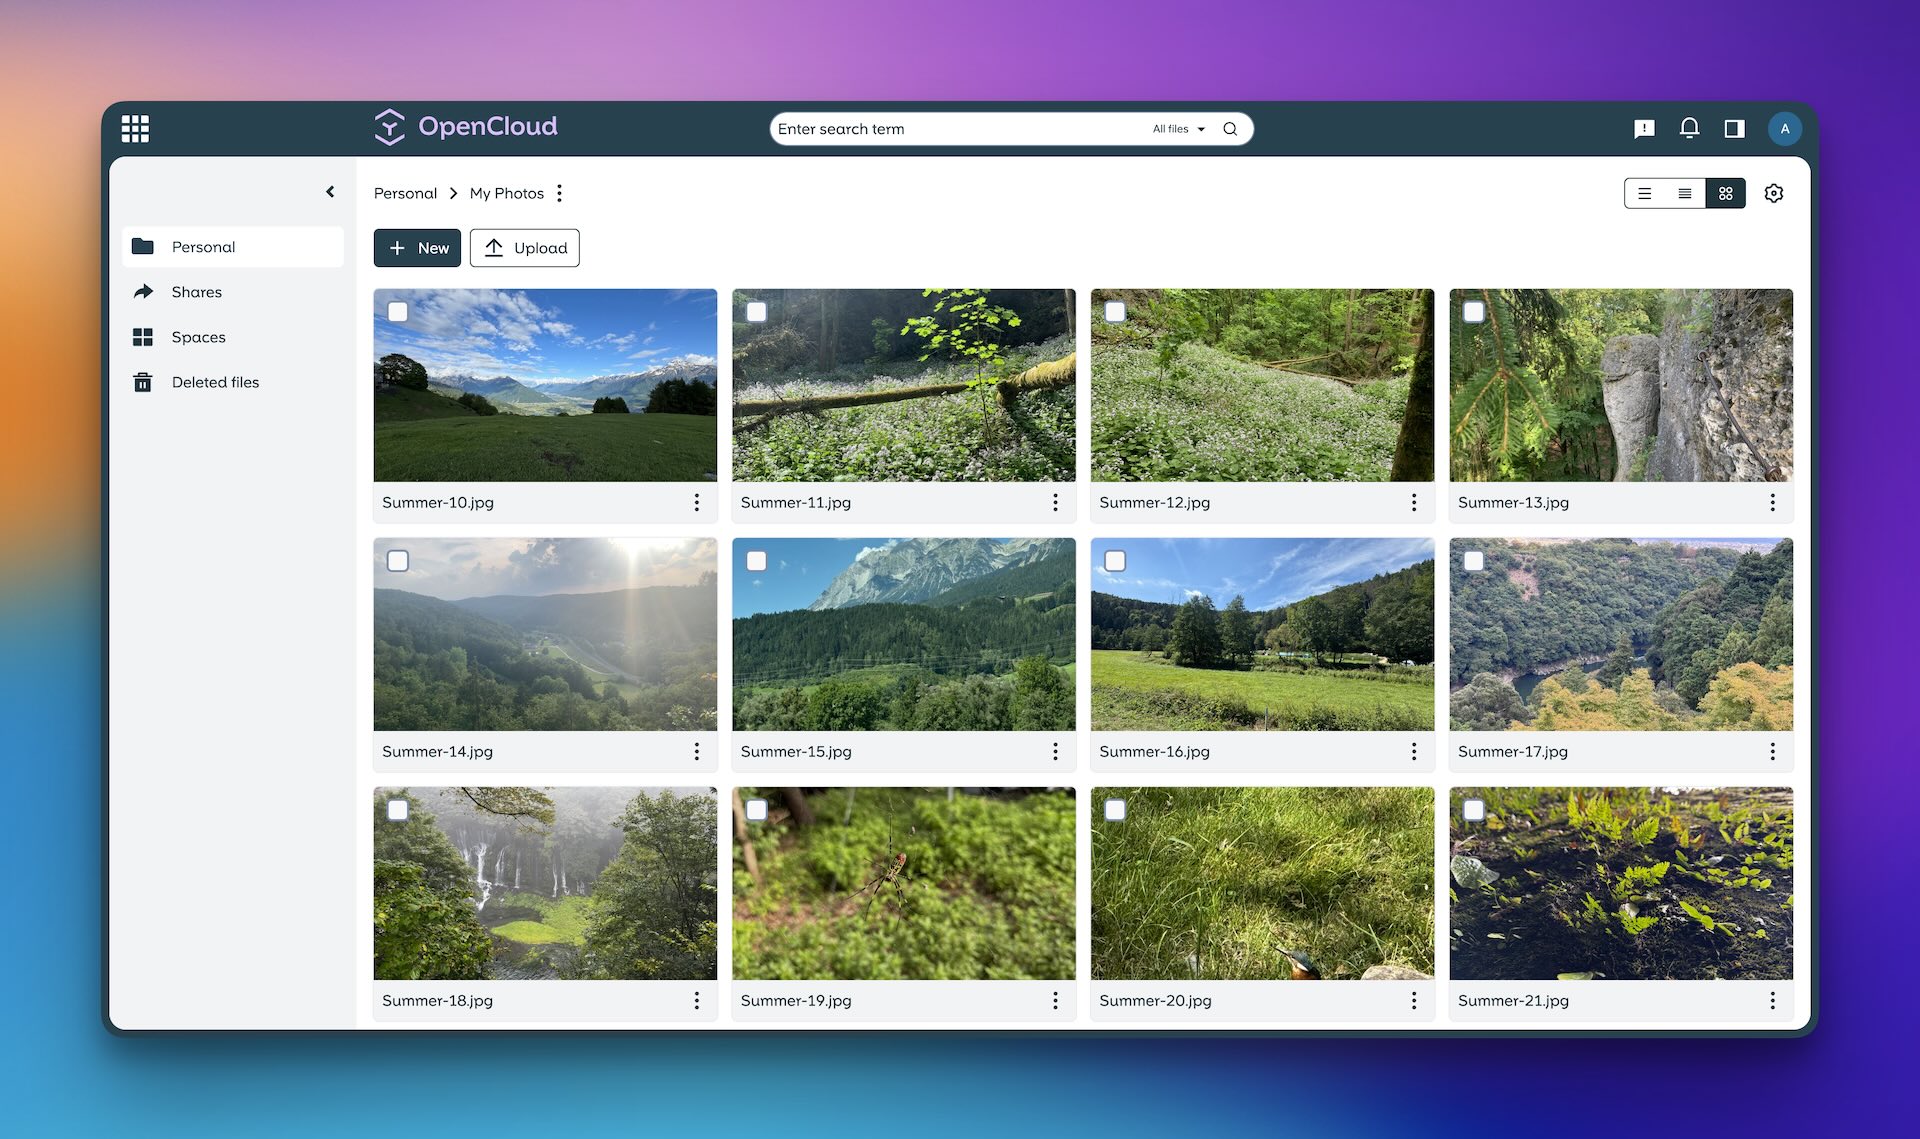 OpenCloud
Enter search term
All files
A
Personal
Shares
Spaces
Deleted files
Personal > My Photos
+ New
Upload
Summer-10.jpg
Summer-11.jpg
Summer-12.jpg
Summer-13.jpg
Summer-14.jpg
Summer-15.jpg
Summer-16.jpg
Summer-17.jpg
Summer-18.jpg
Summer-19.jpg
Summer-20.jpg
Summer-21.jpg